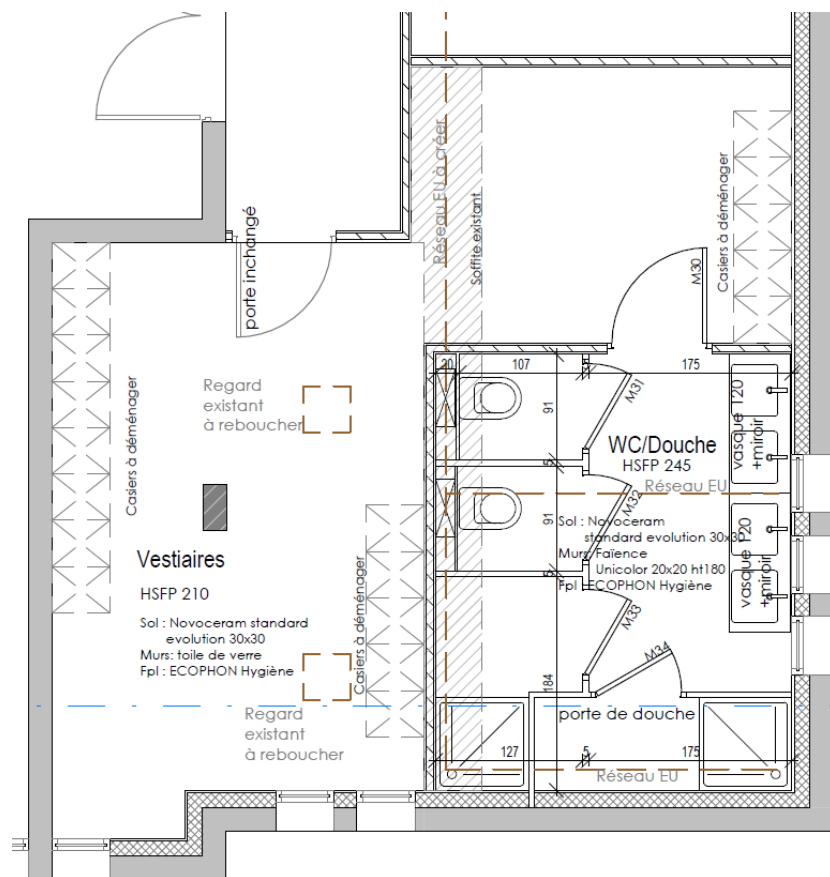 Réseau EU à créer
Soffite existant
Casiers à déménager
porte inchangé
M30
20
107
175
Regard
existant
à reboucher
Casiers à déménager
91
M31
WC/Douche
HSFP 245
vasque 120
+miroir
5
Réseau EU
M32
91
Sol : Novoceram
standard evolution 30x30
Murs: Faïence
Unicolor 20x20 ht180
Fpl : ECOPHON Hygiène
vasque 120
+miroir
5
Vestiaires
HSFP 210
Sol : Novoceram standard
evolution 30x30
Murs: toile de verre
Fpl : ECOPHON Hygiène
Casiers à déménager
M33
M34
184
Regard
existant
à reboucher
porte de douche
127
5
175
Réseau EU